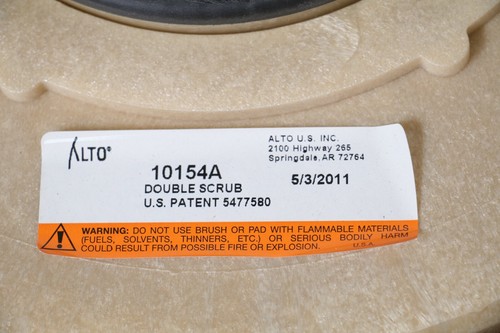 ALTO®
ALTO U.S. INC.
2100 Highway 265
Springdale, AR 72764
10154A
DOUBLE SCRUB
5/3/2011
U.S. PATENT 5477580
WARNING: DO NOT USE BRUSH OR PAD WITH FLAMMABLE MATERIALS
(FUELS, SOLVENTS, THINNERS, ETC.) OR SERIOUS BODILY HARM
COULD RESULT FROM POSSIBLE FIRE OR EXPLOSION.
U.S.A.